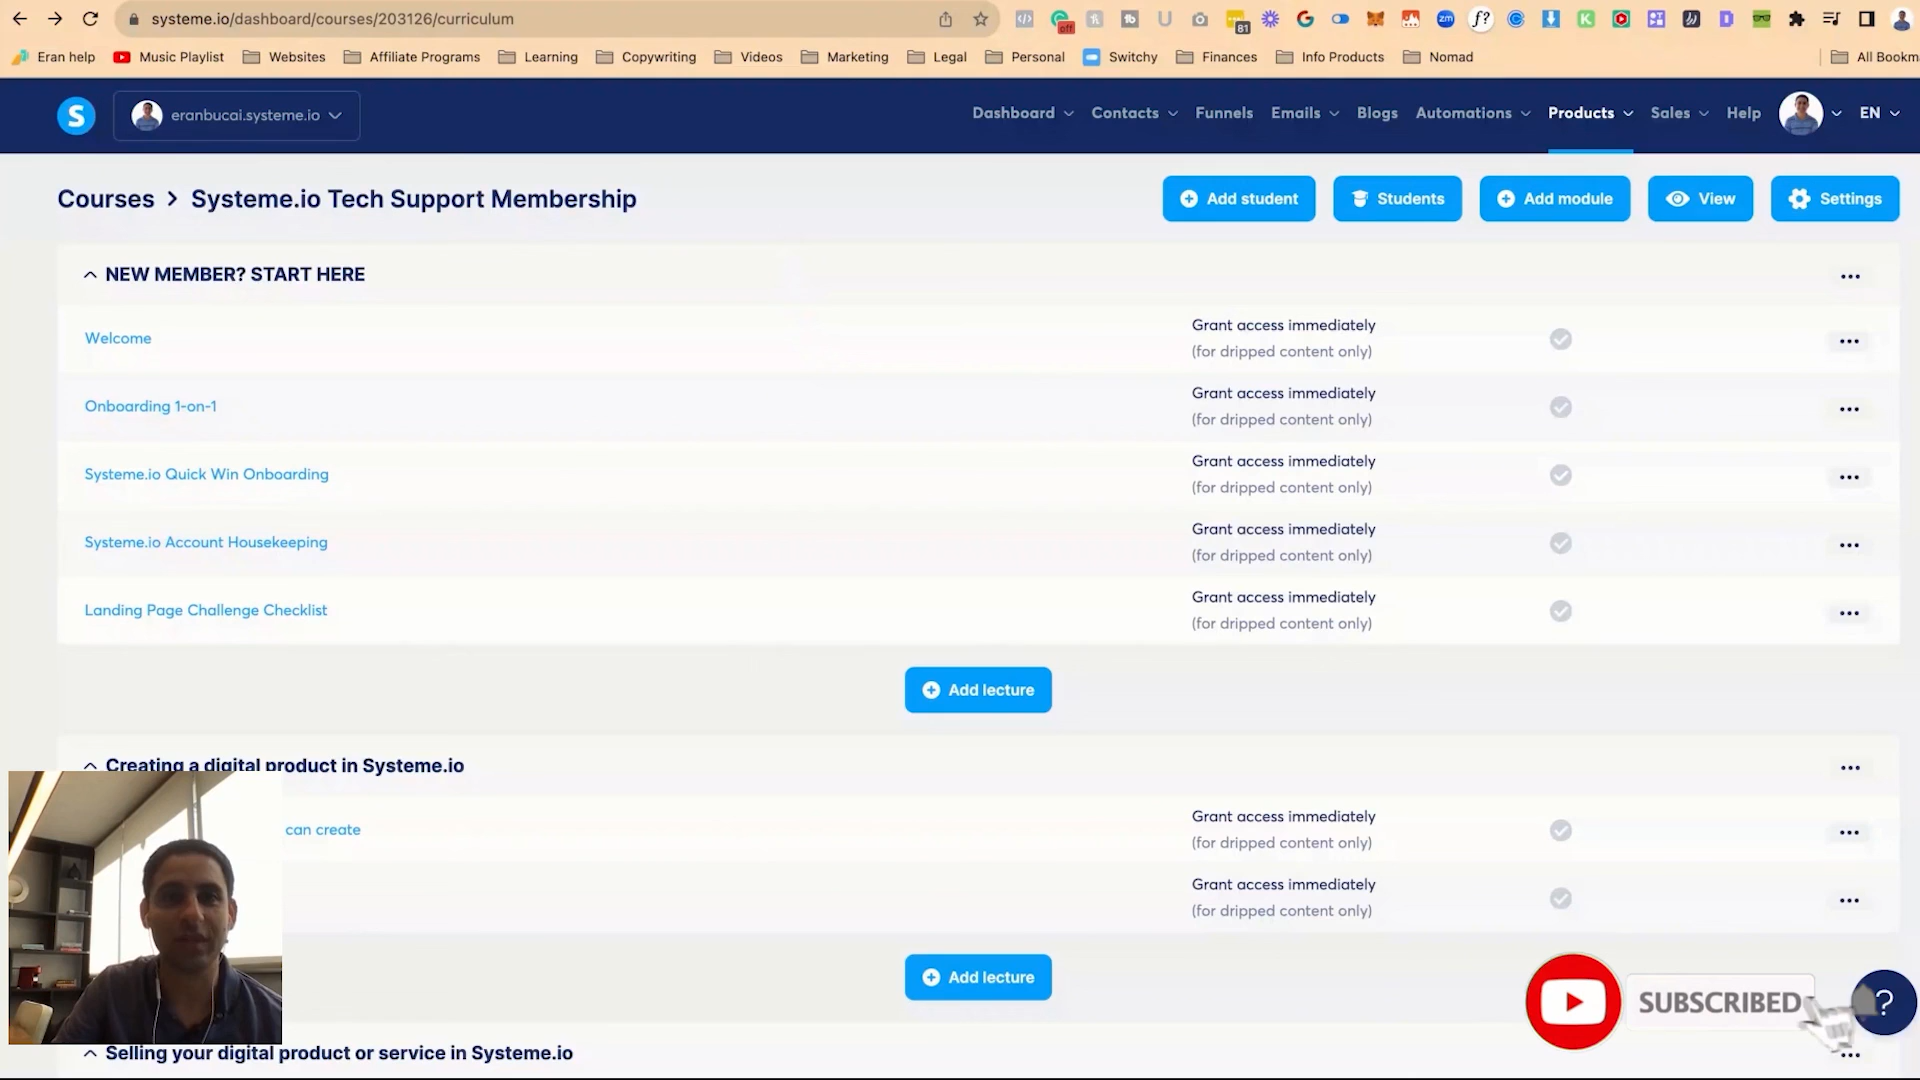 systeme.io/dashboard/courses/203126/curriculum
off
81
zm
f?
Eran help
Music Playlist
Websites
Affiliate Programs
Learning
Copywriting
Videos
Marketing
Legal
Personal
Switchy
Finances
Info Products
Nomad
All Bookm
S
eranbucai.systeme.io
Dashboard
Contacts
Funnels
Emails
Blogs
Automations
Products
Sales
Help
EN
Courses > Systeme.io Tech Support Membership
Add student
Students
Add module
View
Settings
NEW MEMBER? START HERE
Welcome
Grant access immediately
(for dripped content only)
Onboarding 1-on-1
Grant access immediately
(for dripped content only)
Systeme.io Quick Win Onboarding
Grant access immediately
(for dripped content only)
Systeme.io Account Housekeeping
Grant access immediately
(for dripped content only)
Landing Page Challenge Checklist
Grant access immediately
(for dripped content only)
Add lecture
Creating a digital product in Systeme.io
can create
Grant access immediately
(for dripped content only)
Grant access immediately
(for dripped content only)
Add lecture
SUBSCRIBED
?
Selling your digital product or service in Systeme.io